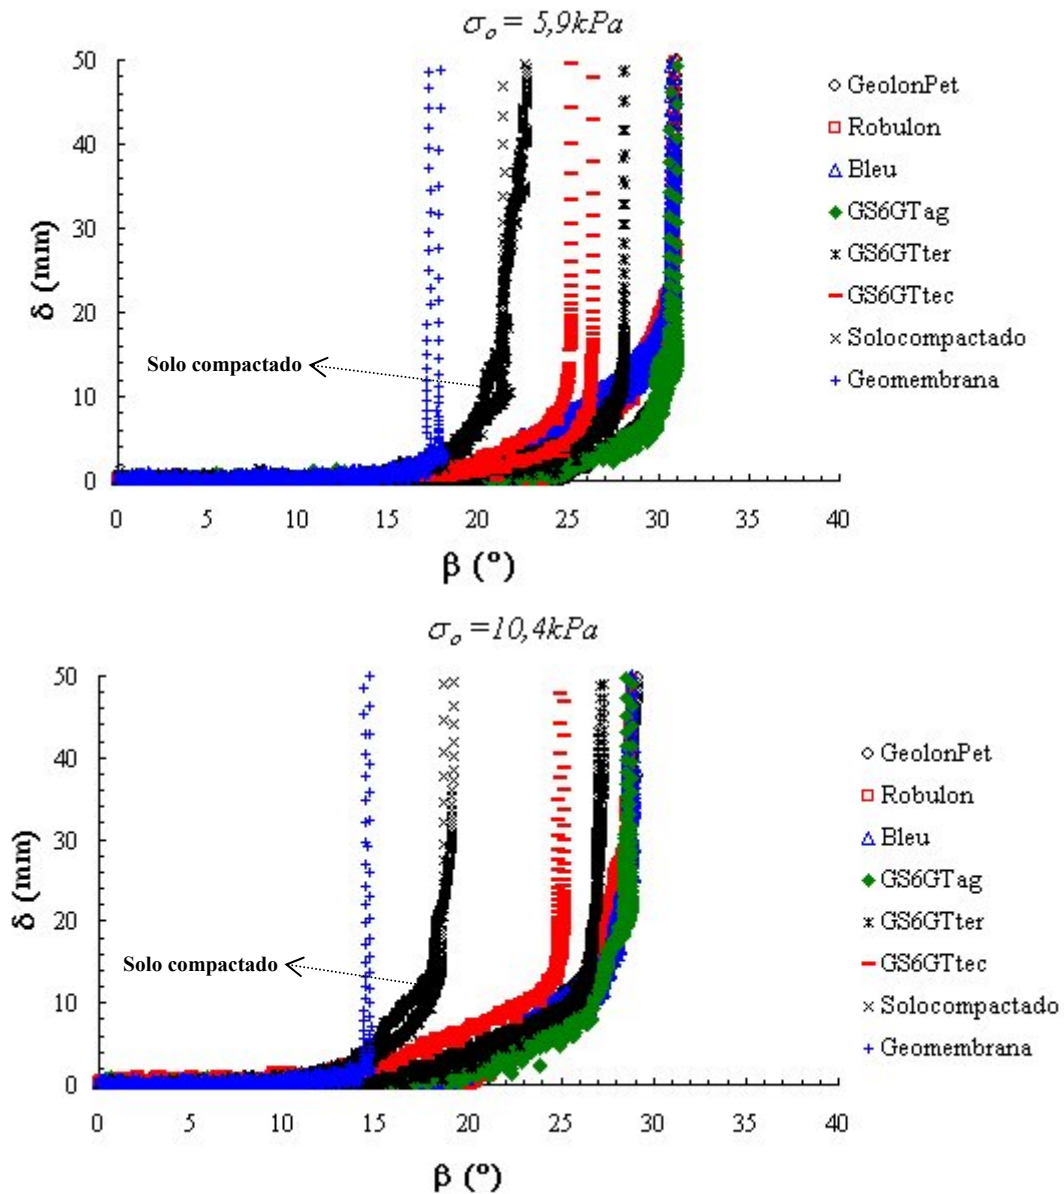 σo = 5,9kPa
50
40
30
20
10
0
δ (mm)
Solo compactado
0 5 10 15 20 25 30 35 40
β (º)
GeolonPet
Robulon
Bleu
GS6GTag
GS6GTter
GS6GTtec
Solocompactado
Geomembrana
σo =10,4kPa
50
40
30
20
10
0
δ (mm)
Solo compactado
0 5 10 15 20 25 30 35 40
β (º)
GeolonPet
Robulon
Bleu
GS6GTag
GS6GTter
GS6GTtec
Solocompactado
Geomembrana